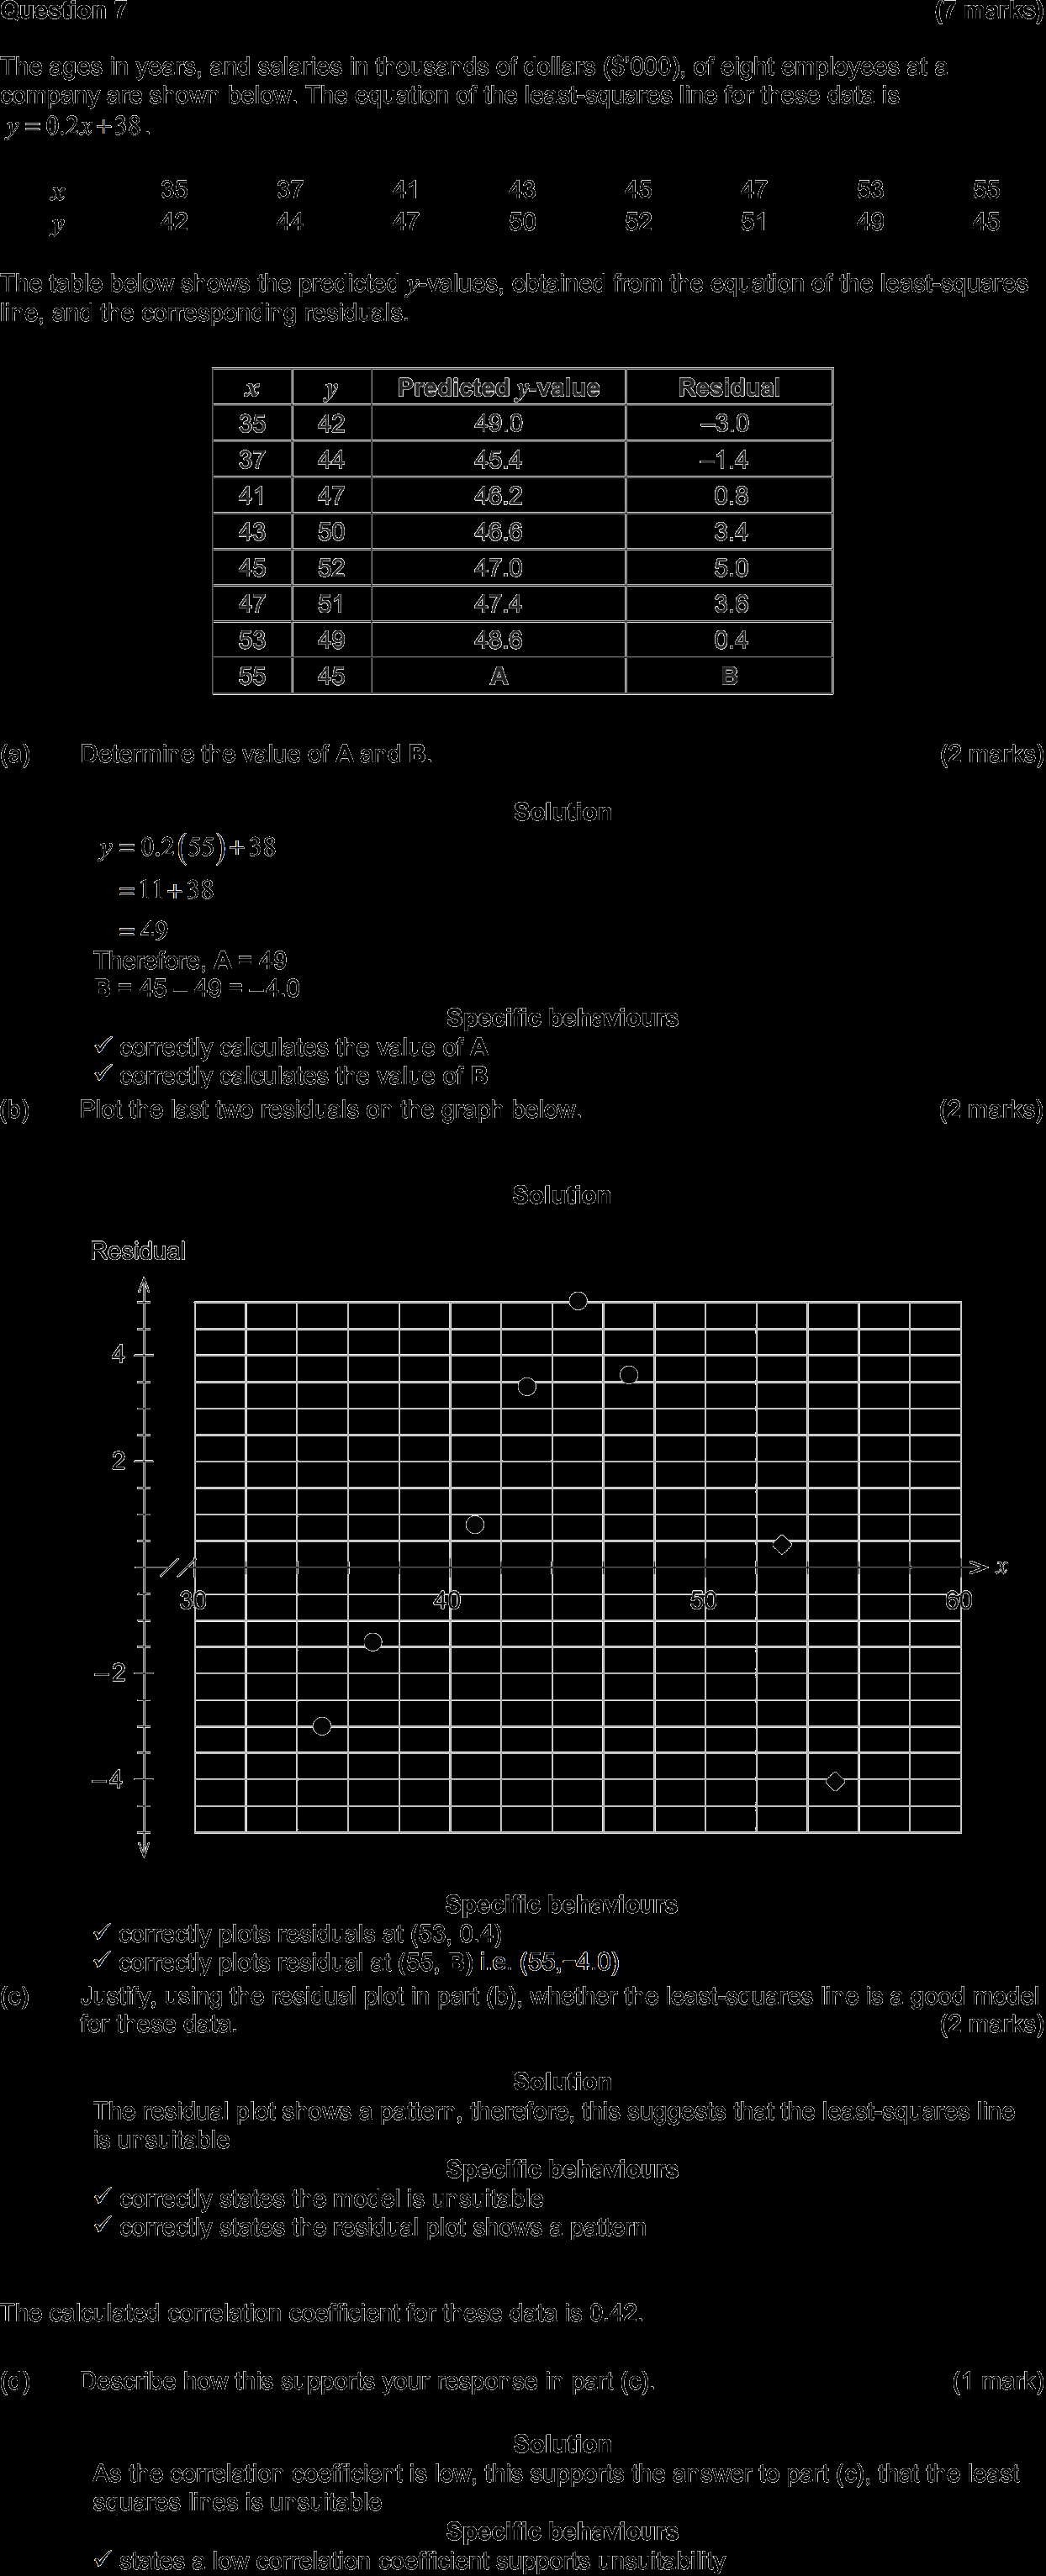 Question 7 (7 marks)
The ages in years, and salaries in thousands of dollars ($'000), of eight employees at a
company are shown below. The equation of the least-squares line for these data is
y = 0.2x + 38.
x 35 37 41 43 45 47 53 55
y 42 44 47 50 52 51 49 45
The table below shows the predicted y-values, obtained from the equation of the least-squares
line, and the corresponding residuals.
x y Predicted y-value Residual
35 42 49.0 –3.0
37 44 45.4 –1.4
41 47 46.2 0.8
43 50 46.6 3.4
45 52 47.0 5.0
47 51 47.4 3.6
53 49 48.6 0.4
55 45 A B
(a) Determine the value of A and B. (2 marks)
Solution
y = 0.2(55) + 38
= 11 + 38
= 49
Therefore, A = 49
B = 45 – 49 = –4.0
Specific behaviours
✓ correctly calculates the value of A
✓ correctly calculates the value of B
(b) Plot the last two residuals on the graph below. (2 marks)
Solution
Residual
4
2
x
30 40 50 60
–2
–4
Specific behaviours
✓ correctly plots residuals at (53, 0.4)
✓ correctly plots residual at (55, B) i.e. (55,–4.0)
(c) Justify, using the residual plot in part (b), whether the least-squares line is a good model
for these data. (2 marks)
Solution
The residual plot shows a pattern, therefore, this suggests that the least-squares line
is unsuitable
Specific behaviours
✓ correctly states the model is unsuitable
✓ correctly states the residual plot shows a pattern
The calculated correlation coefficient for these data is 0.42.
(d) Describe how this supports your response in part (c). (1 mark)
Solution
As the correlation coefficient is low, this supports the answer to part (c), that the least
squares lines is unsuitable
Specific behaviours
✓ states a low correlation coefficient supports unsuitability